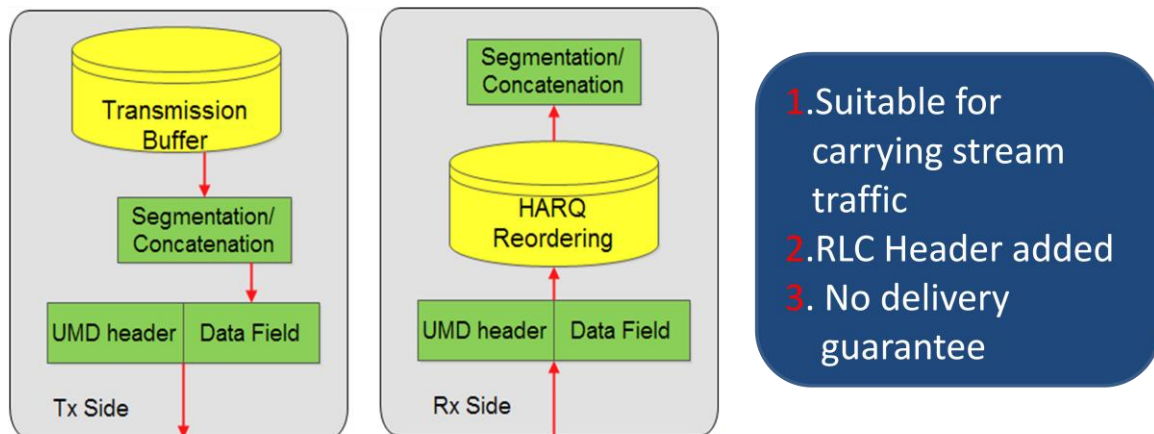 Transmission
Buffer
Segmentation/
Concatenation
UMD header
Data Field
Tx Side
Segmentation/
Concatenation
HARQ
Reordering
UMD header
Data Field
Rx Side
1.Suitable for
carrying stream
traffic
2.RLC Header added
3. No delivery
guarantee